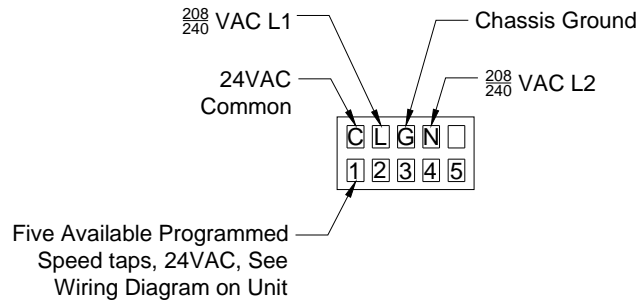 208/240 VAC L1
Chassis Ground
24VAC
Common
208/240 VAC L2
C L G N
1 2 3 4 5
Five Available Programmed
Speed taps, 24VAC, See
Wiring Diagram on Unit